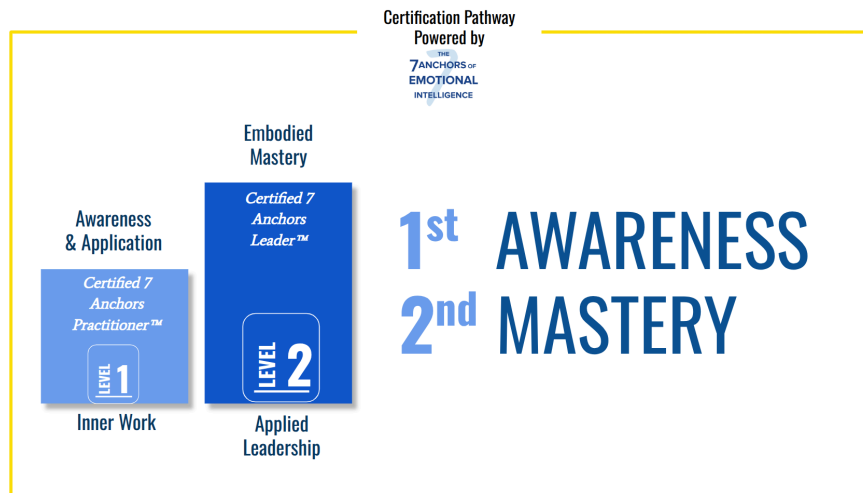 Certification Pathway
Powered by
THE
7ANCHORS OF
EMOTIONAL
INTELLIGENCE
Embodied
Mastery
Certified 7
Anchors
Leader™
LEVEL 2
Applied
Leadership
Awareness
& Application
Certified 7
Anchors
Practitioner™
LEVEL 1
Inner Work
1st AWARENESS
2nd MASTERY